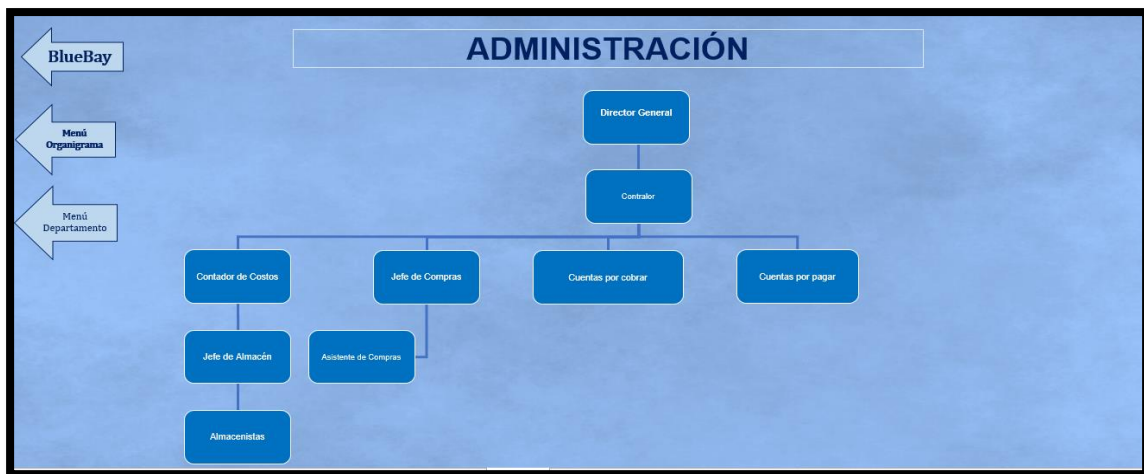 BlueBay
ADMINISTRACIÓN
Director General
Menú
Organigrama
Contralor
Menú
Departamento
Contador de Costos
Jefe de Compras
Cuentas por cobrar
Cuentas por pagar
Jefe de Almacén
Asistente de Compras
Almacenistas